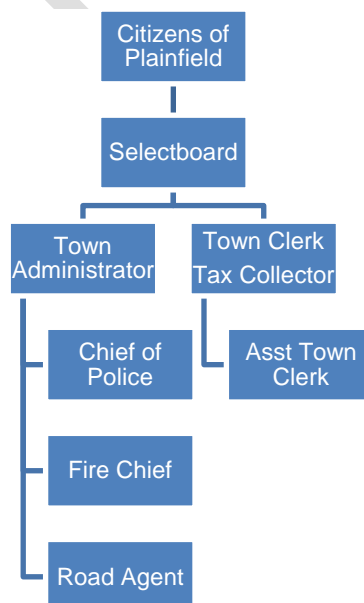 Citizens of
Plainfield
Selectboard
Town
Administrator
Town Clerk
Tax Collector
Chief of
Police
Asst Town
Clerk
Fire Chief
Road Agent